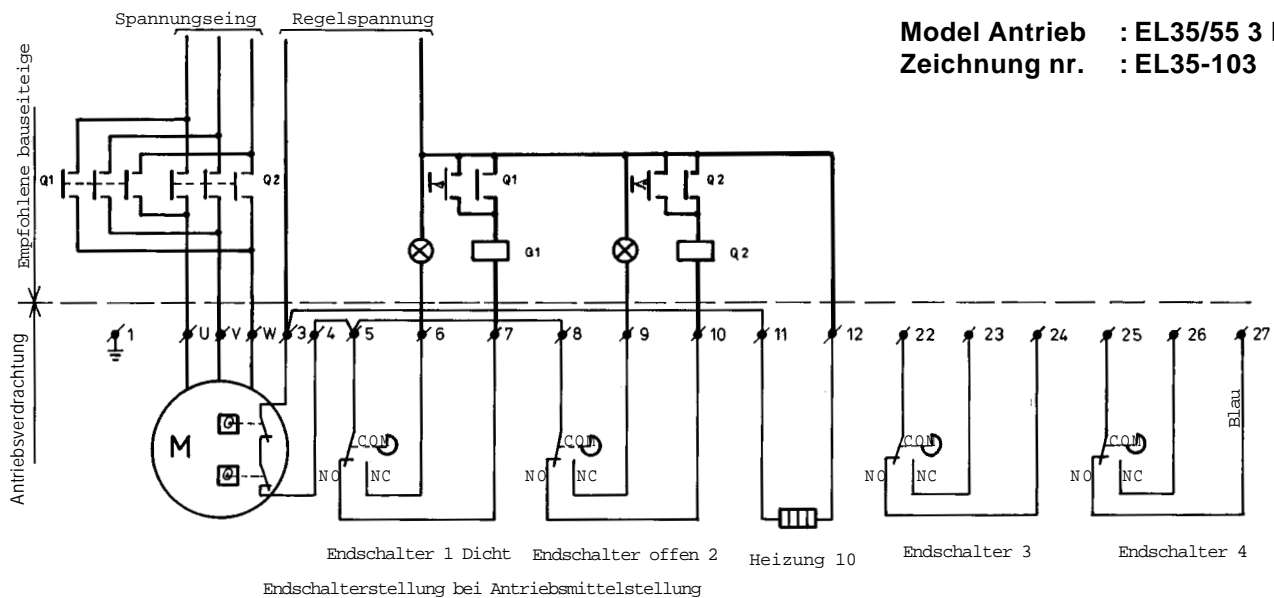 Spannungseing Regelspannung
Model Antrieb : EL35/55 3
Zeichnung nr. : EL35-103
Empfohlene bauseiteige
Antriebsverdrachtung
Q1 Q2 Q1 Q2
Q1 Q2
1 U V W 3 4 5 6 7 8 9 10 11 12 22 23 24 25 26 27
Blau
M
COM COM COM COM
NO NC NO NC NO NC NO NC
Endschalter 1 Dicht Endschalter offen 2 Heizung 10 Endschalter 3 Endschalter 4
Endschalterstellung bei Antriebsmittelstellung